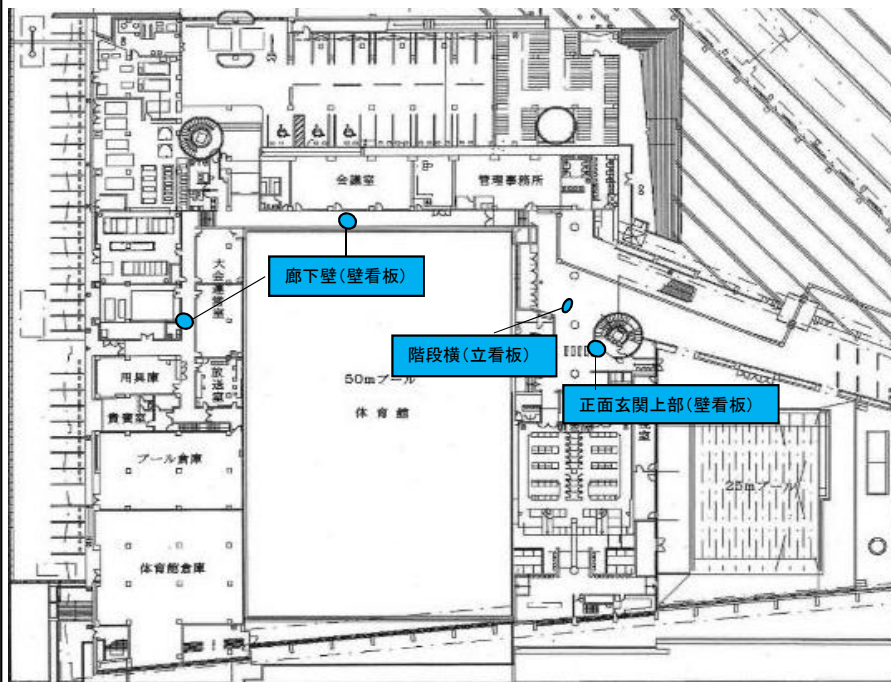 会議室
管理事務所
大会運営室
廊下壁(壁看板)
階段横(立看板)
用具庫
放送室
50mプール
体育館
正面玄関上部(壁看板)
貴賓室
プール倉庫
25mプール
体育館倉庫